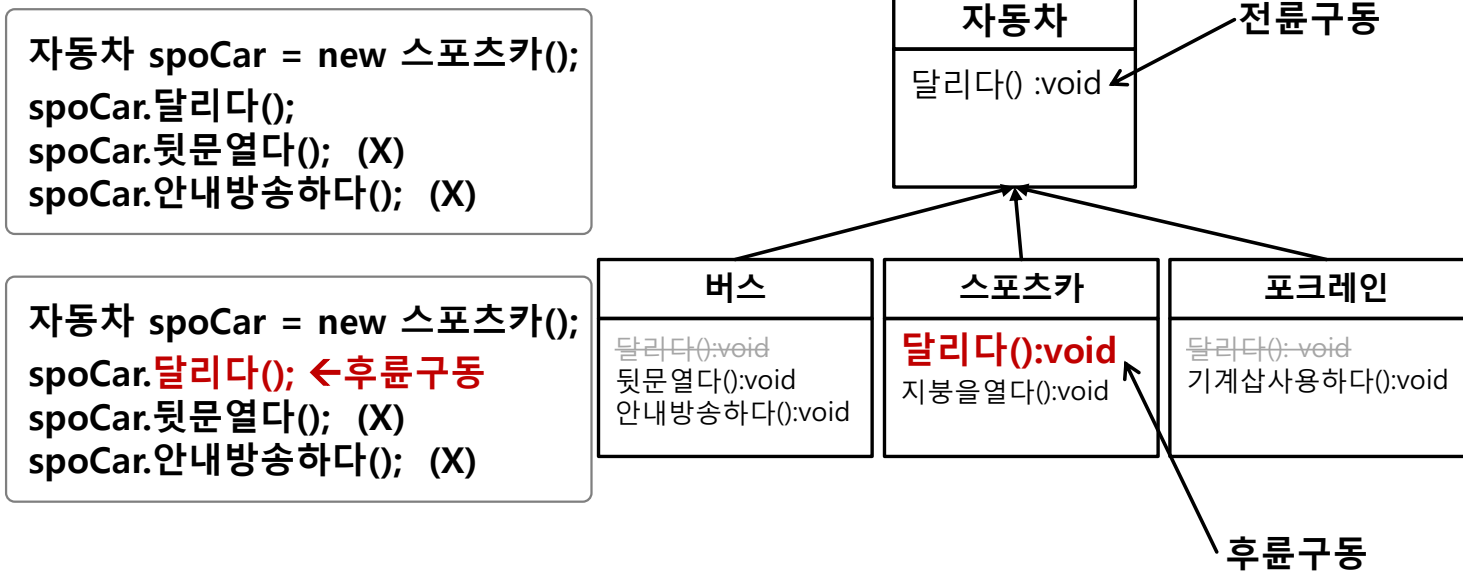 자동차 spoCar = new 스포츠카();
spoCar.달리다();
spoCar.뒷문열다();  (X)
spoCar.안내방송하다();  (X)
자동차 spoCar = new 스포츠카();
spoCar.달리다(); ←후륜구동
spoCar.뒷문열다();  (X)
spoCar.안내방송하다();  (X)
자동차
전륜구동
달리다() :void
버스
달리다():void
뒷문열다():void
안내방송하다():void
스포츠카
달리다():void
지붕을열다():void
포크레인
달리다(): void
기계삽사용하다():void
후륜구동